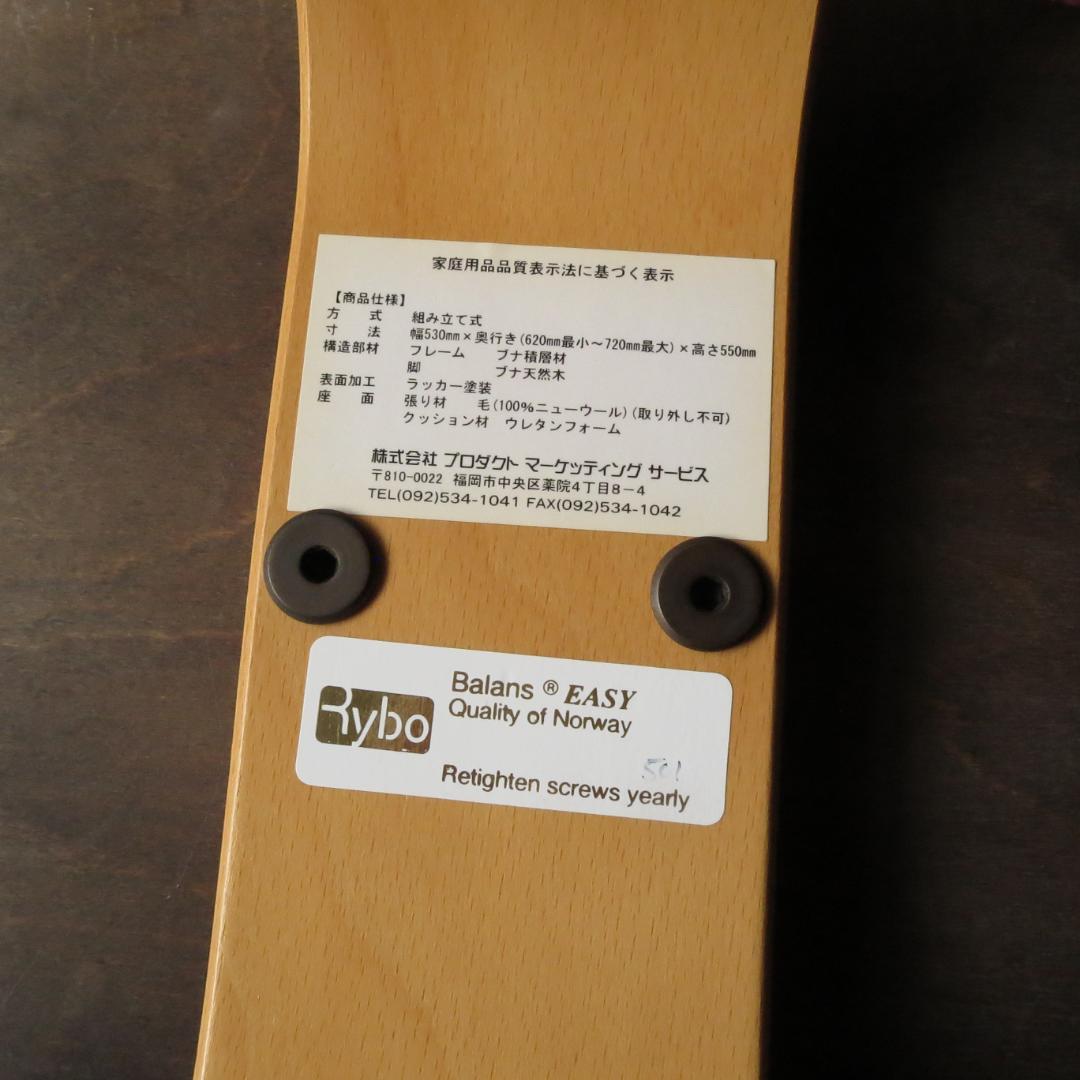 家庭用品品質表示法に基づく表示
【商品仕様】
方 式 組み立て式
寸 法 幅530mm×奥行き(620mm最小〜720mm最大)×高さ550mm
構造部材 フレーム ブナ積層材
脚 ブナ天然木
表面加工 ラッカー塗装
座 面 張り材 毛(100%ニューウール)(取り外し不可)
クッション材 ウレタンフォーム
株式会社 プロダクト マーケッティング サービス
〒810-0022 福岡市中央区薬院4丁目8-4
TEL(092)534-1041 FAX(092)534-1042
Rybo
Balans ® EASY
Quality of Norway
Retighten screws yearly